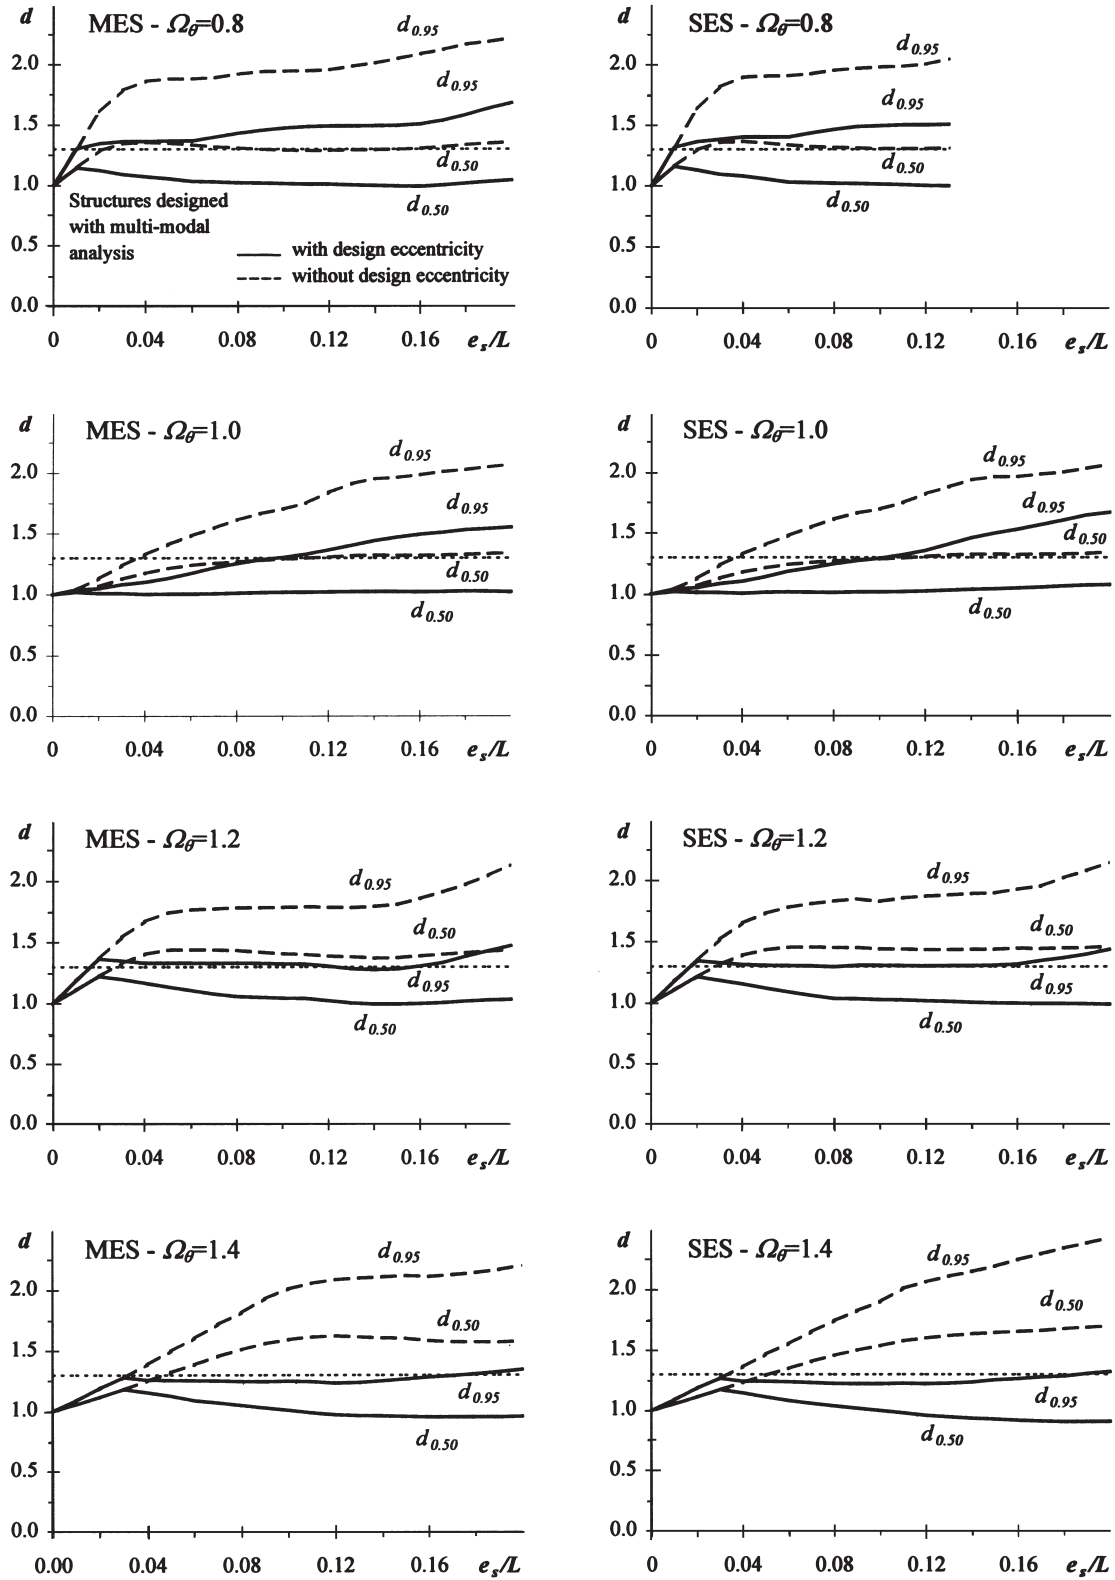 d
MES - Ωθ=0.8
d0.95
2.0
d0.95
1.5
d0.50
1.0
Structures designed
with multi-modal
analysis
d0.50
with design eccentricity
without design eccentricity
0.5
0.0
0 0.04 0.08 0.12 0.16 es/L
d
SES - Ωθ=0.8
d0.95
2.0
d0.95
1.5
d0.50
1.0
d0.50
0.5
0.0
0 0.04 0.08 0.12 0.16 es/L
d
MES - Ωθ=1.0
d0.95
2.0
d0.95
1.5
d0.50
1.0
d0.50
0.5
0.0
0 0.04 0.08 0.12 0.16 es/L
d
SES - Ωθ=1.0
d0.95
2.0
d0.95
1.5
d0.50
1.0
d0.50
0.5
0.0
0 0.04 0.08 0.12 0.16 es/L
d
MES - Ωθ=1.2
2.0
d0.95
1.5
d0.50
d0.95
1.0
d0.50
0.5
0.0
0 0.04 0.08 0.12 0.16 es/L
d
SES - Ωθ=1.2
2.0
d0.95
1.5
d0.50
d0.95
1.0
d0.50
0.5
0.0
0 0.04 0.08 0.12 0.16 es/L
d
MES - Ωθ=1.4
d0.95
2.0
d0.50
1.5
d0.95
1.0
d0.50
0.5
0.0
0.00 0.04 0.08 0.12 0.16 es/L
d
SES - Ωθ=1.4
d0.95
2.0
d0.50
1.5
d0.95
1.0
d0.50
0.5
0.0
0 0.04 0.08 0.12 0.16 es/L